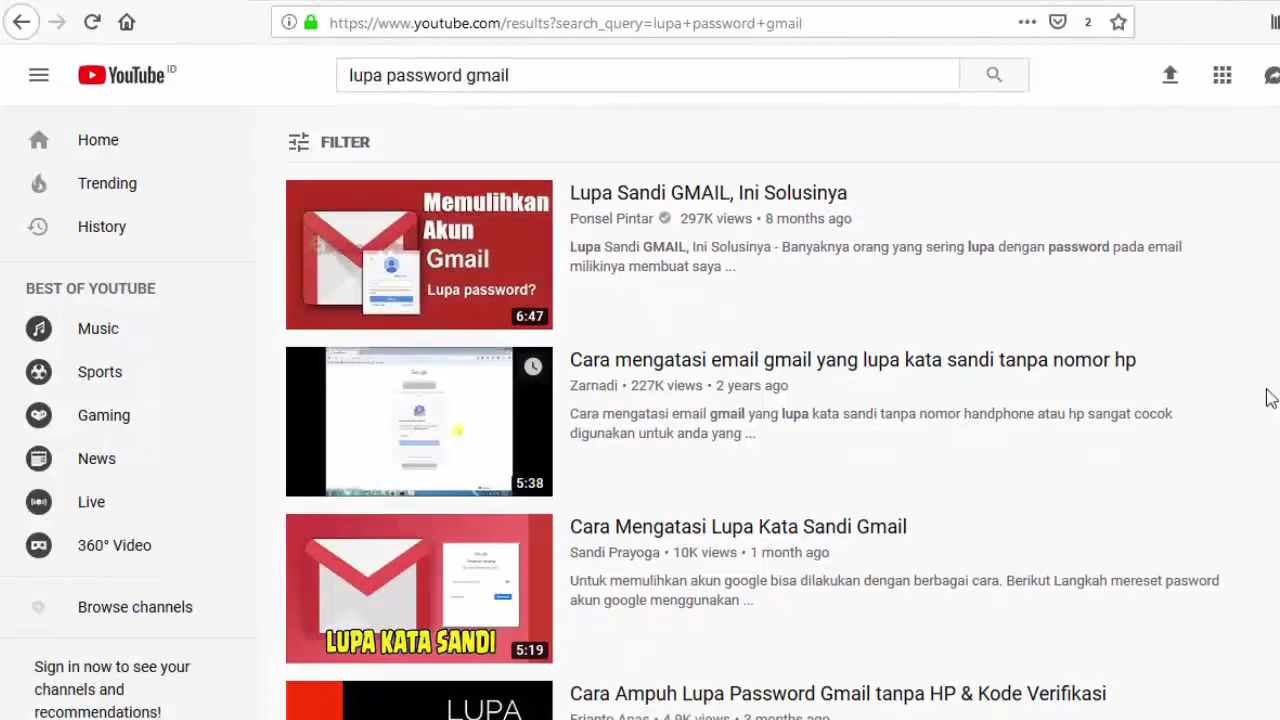 https://www.youtube.com/results?search_query=lupa+password+gmail
2
YouTube ID
lupa password gmail
Home
Trending
History
BEST OF YOUTUBE
Music
Sports
Gaming
News
Live
360° Video
Browse channels
Sign in now to see your
channels and
recommendations!
FILTER
Memulihkan
Akun
Gmail
Lupa password?
6:47
Lupa Sandi GMAIL, Ini Solusinya
Ponsel Pintar 297K views • 8 months ago
Lupa Sandi GMAIL, Ini Solusinya - Banyaknya orang yang sering lupa dengan password pada email
milikinya membuat saya ...
5:38
Cara mengatasi email gmail yang lupa kata sandi tanpa nomor hp
Zarnadi • 227K views • 2 years ago
Cara mengatasi email gmail yang lupa kata sandi tanpa nomor handphone atau hp sangat cocok
digunakan untuk anda yang ...
LUPA KATA SANDI
5:19
Cara Mengatasi Lupa Kata Sandi Gmail
Sandi Prayoga • 10K views • 1 month ago
Untuk memulihkan akun google bisa dilakukan dengan berbagai cara. Berikut Langkah mereset pasword
akun google menggunakan ...
LUPA
Cara Ampuh Lupa Password Gmail tanpa HP & Kode Verifikasi
Frianto Anas • 4.9K views • 3 months ago